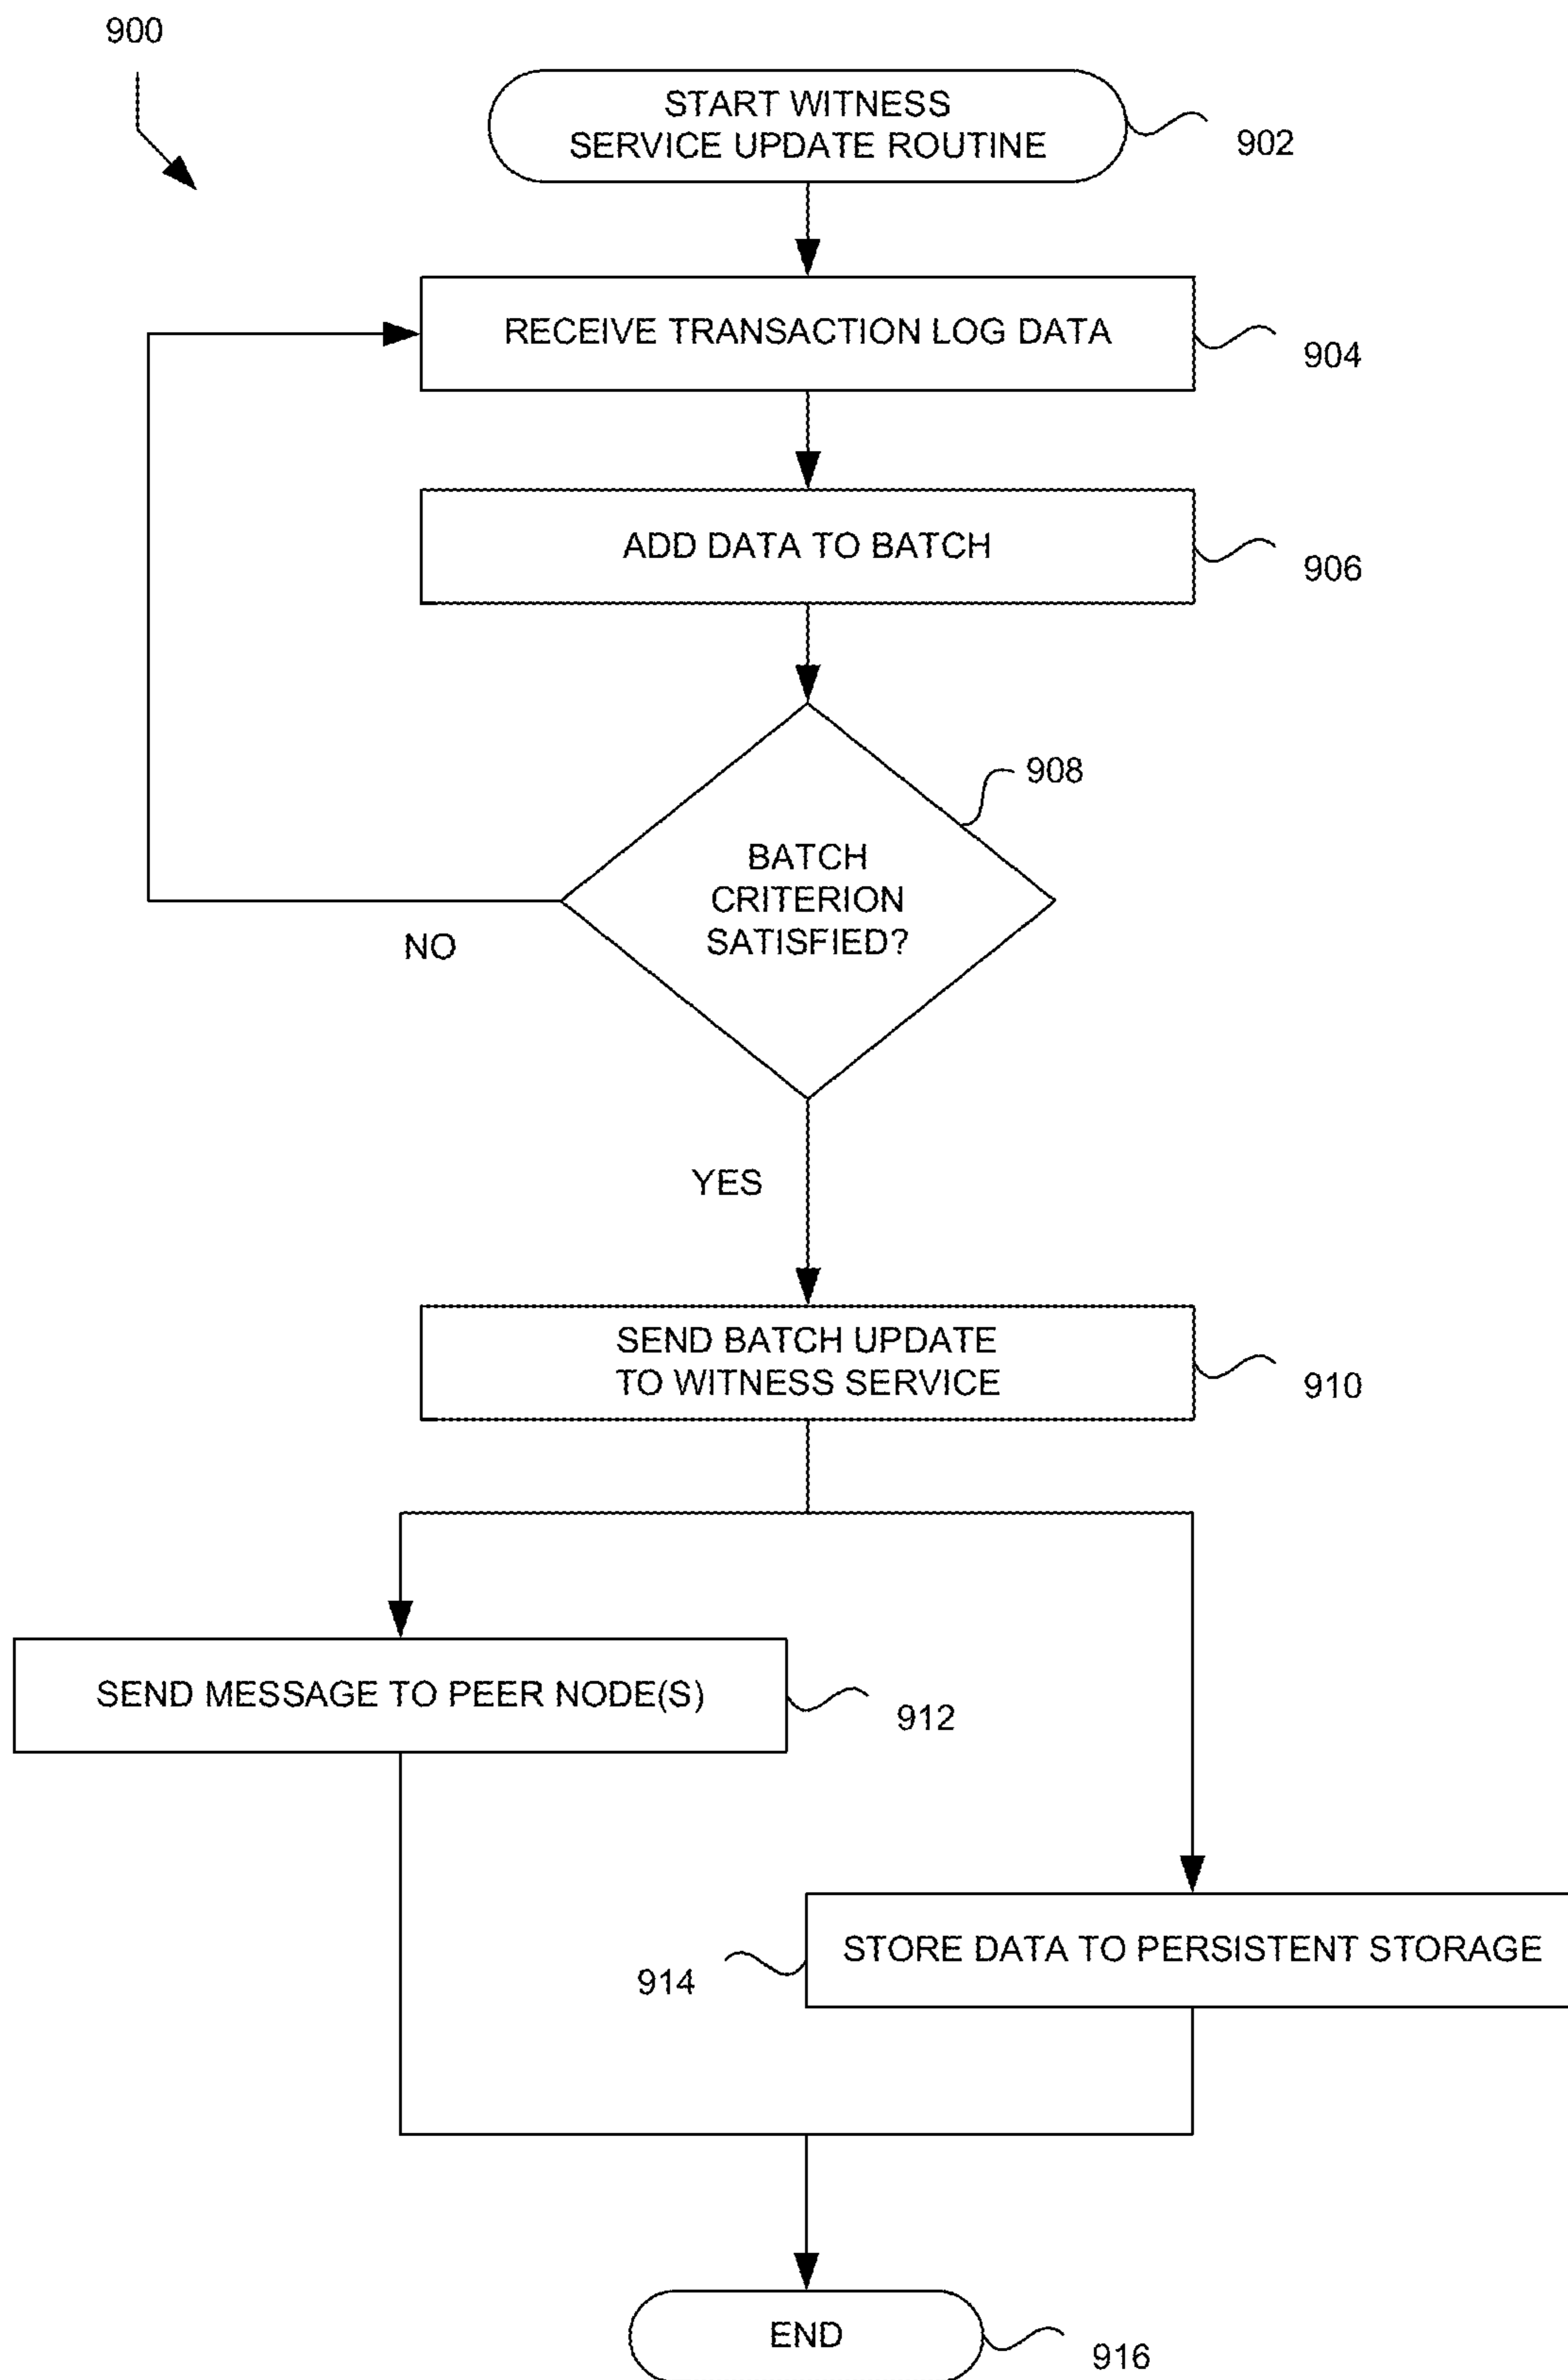 900
START WITNESS
SERVICE UPDATE ROUTINE
902
RECEIVE TRANSACTION LOG DATA
904
ADD DATA TO BATCH
906
908
BATCH
CRITERION
SATISFIED?
NO
YES
SEND BATCH UPDATE
TO WITNESS SERVICE
910
SEND MESSAGE TO PEER NODE(S)
912
STORE DATA TO PERSISTENT STORAGE
914
END
916